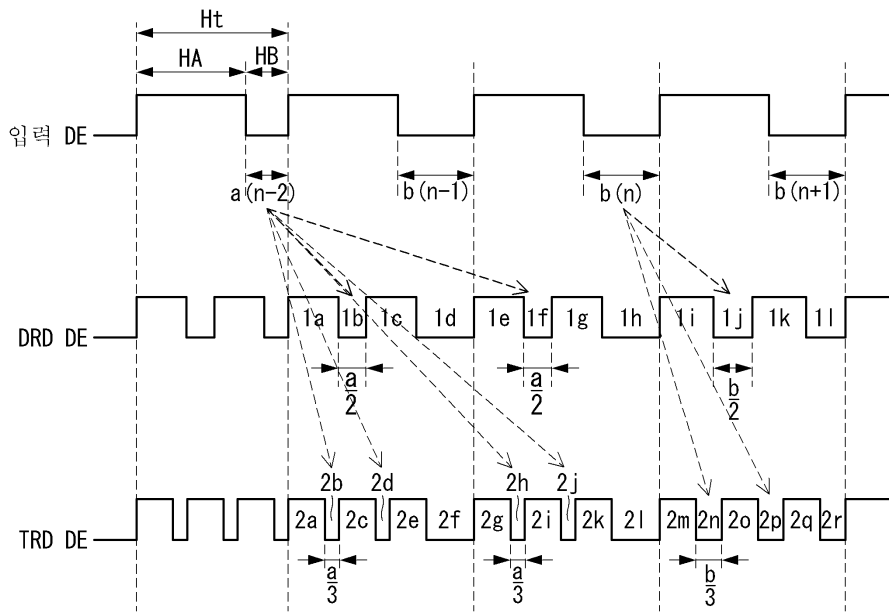 Ht
HA HB
입력 DE
a(n-2) b(n-1) b(n) b(n+1)
DRD DE
1a 1b 1c 1d 1e 1f 1g 1h 1i 1j 1k 1l
a/2 a/2 b/2
2b 2d 2h 2j
TRD DE
2a 2c 2e 2f 2g 2i 2k 2l 2m 2n 2o 2p 2q 2r
a/3 a/3 b/3